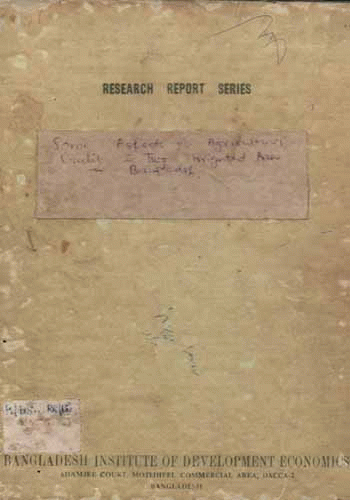 RESEARCH REPORT SERIES
Some Aspects of Agricultural
Credit in Two Irrigated Area
in Bangladesh
BANGLADESH INSTITUTE OF DEVELOPMENT ECONOMICS
ADAMJEE COURT, MOTIJHEEL COMMERCIAL AREA, DACCA-2
BANGLADESH